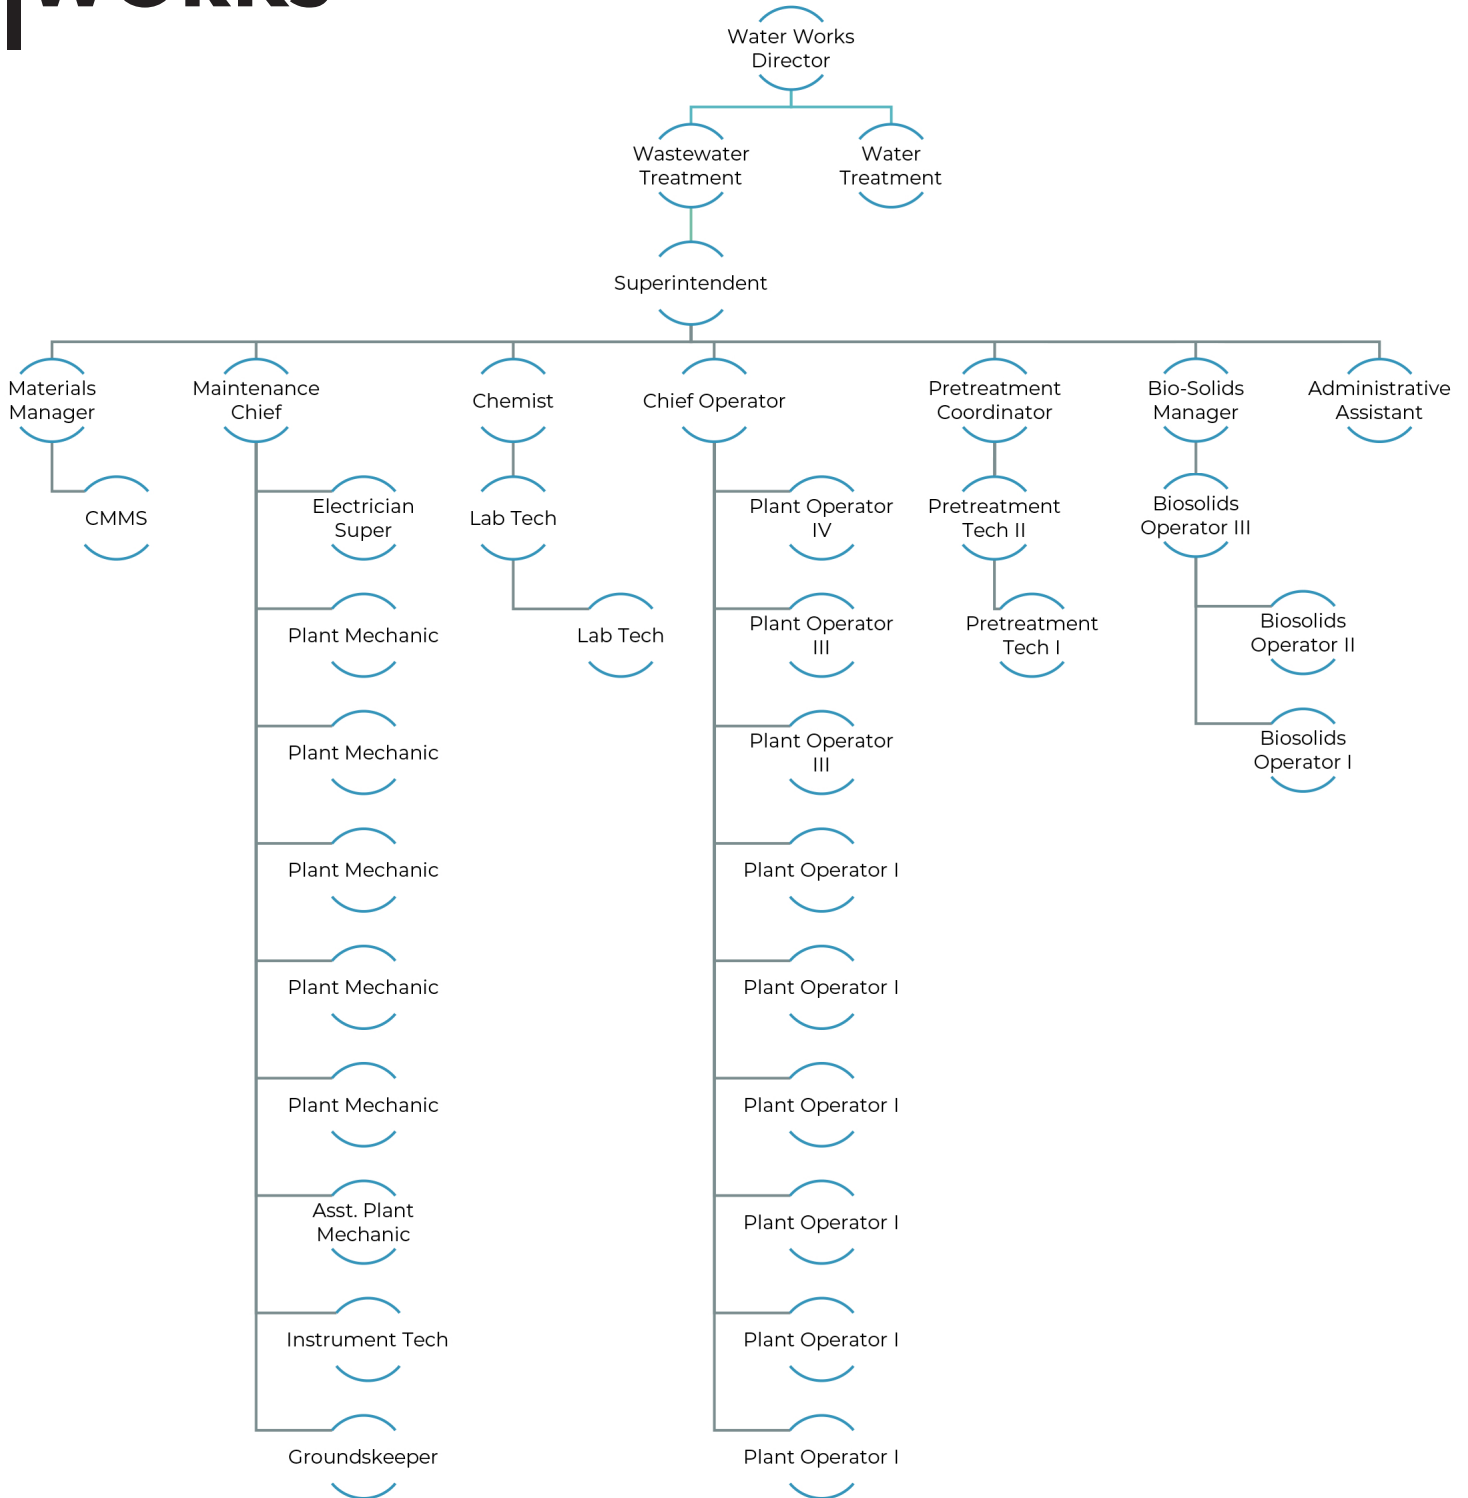 WORKS
Water Works
Director
Wastewater
Treatment
Water
Treatment
Superintendent
Materials
Manager
Maintenance
Chief
Chemist
Chief Operator
Pretreatment
Coordinator
Bio-Solids
Manager
Administrative
Assistant
CMMS
Electrician
Super
Lab Tech
Plant Operator
IV
Pretreatment
Tech II
Biosolids
Operator III
Plant Mechanic
Lab Tech
Plant Operator
III
Pretreatment
Tech I
Biosolids
Operator II
Plant Mechanic
Plant Operator
III
Biosolids
Operator I
Plant Mechanic
Plant Operator I
Plant Mechanic
Plant Operator I
Plant Mechanic
Plant Operator I
Asst. Plant
Mechanic
Plant Operator I
Instrument Tech
Plant Operator I
Groundskeeper
Plant Operator I